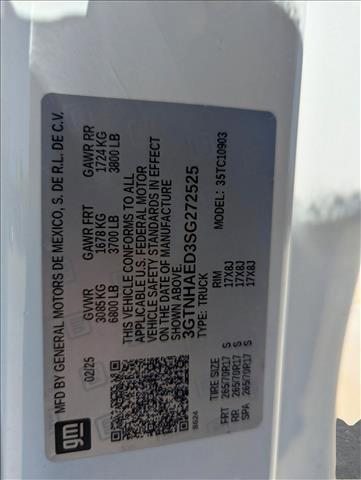 MFD BY GENERAL MOTORS DE MEXICO, S. DE R.L. DE C.V.
02/25 GVWR GAWR FRT GAWR RR
3085 KG 1678 KG 1724 KG
6800 LB 3700 LB 3800 LB
THIS VEHICLE CONFORMS TO ALL
APPLICABLE U.S. FEDERAL MOTOR
VEHICLE SAFETY STANDARDS IN EFFECT
ON THE DATE OF MANUFACTURE
3GTNHAED3SG272525
TYPE: TRUCK MODEL: 35TC10903
TIRE SIZE RIM
FRT 265/70R17 S 17X8J
RR 265/70R17 S 17X8J
SPA 265/70R17 S 17X8J
gm